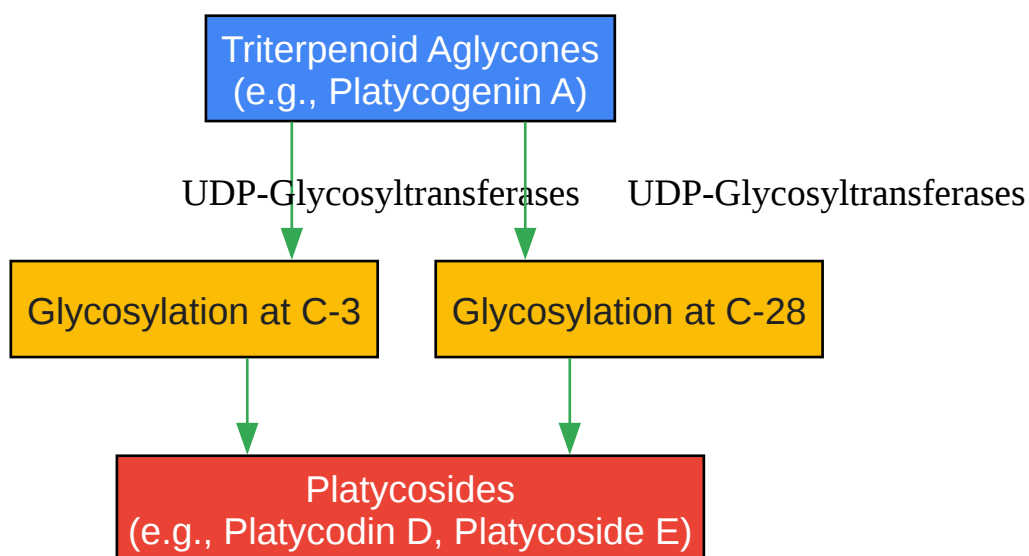 Triterpenoid Aglycones
(e.g., Platycogenin A)
UDP-Glycosyltransferases
UDP-Glycosyltransferases
Glycosylation at C-3
Glycosylation at C-28
Platycosides
(e.g., Platycodin D, Platycoside E)